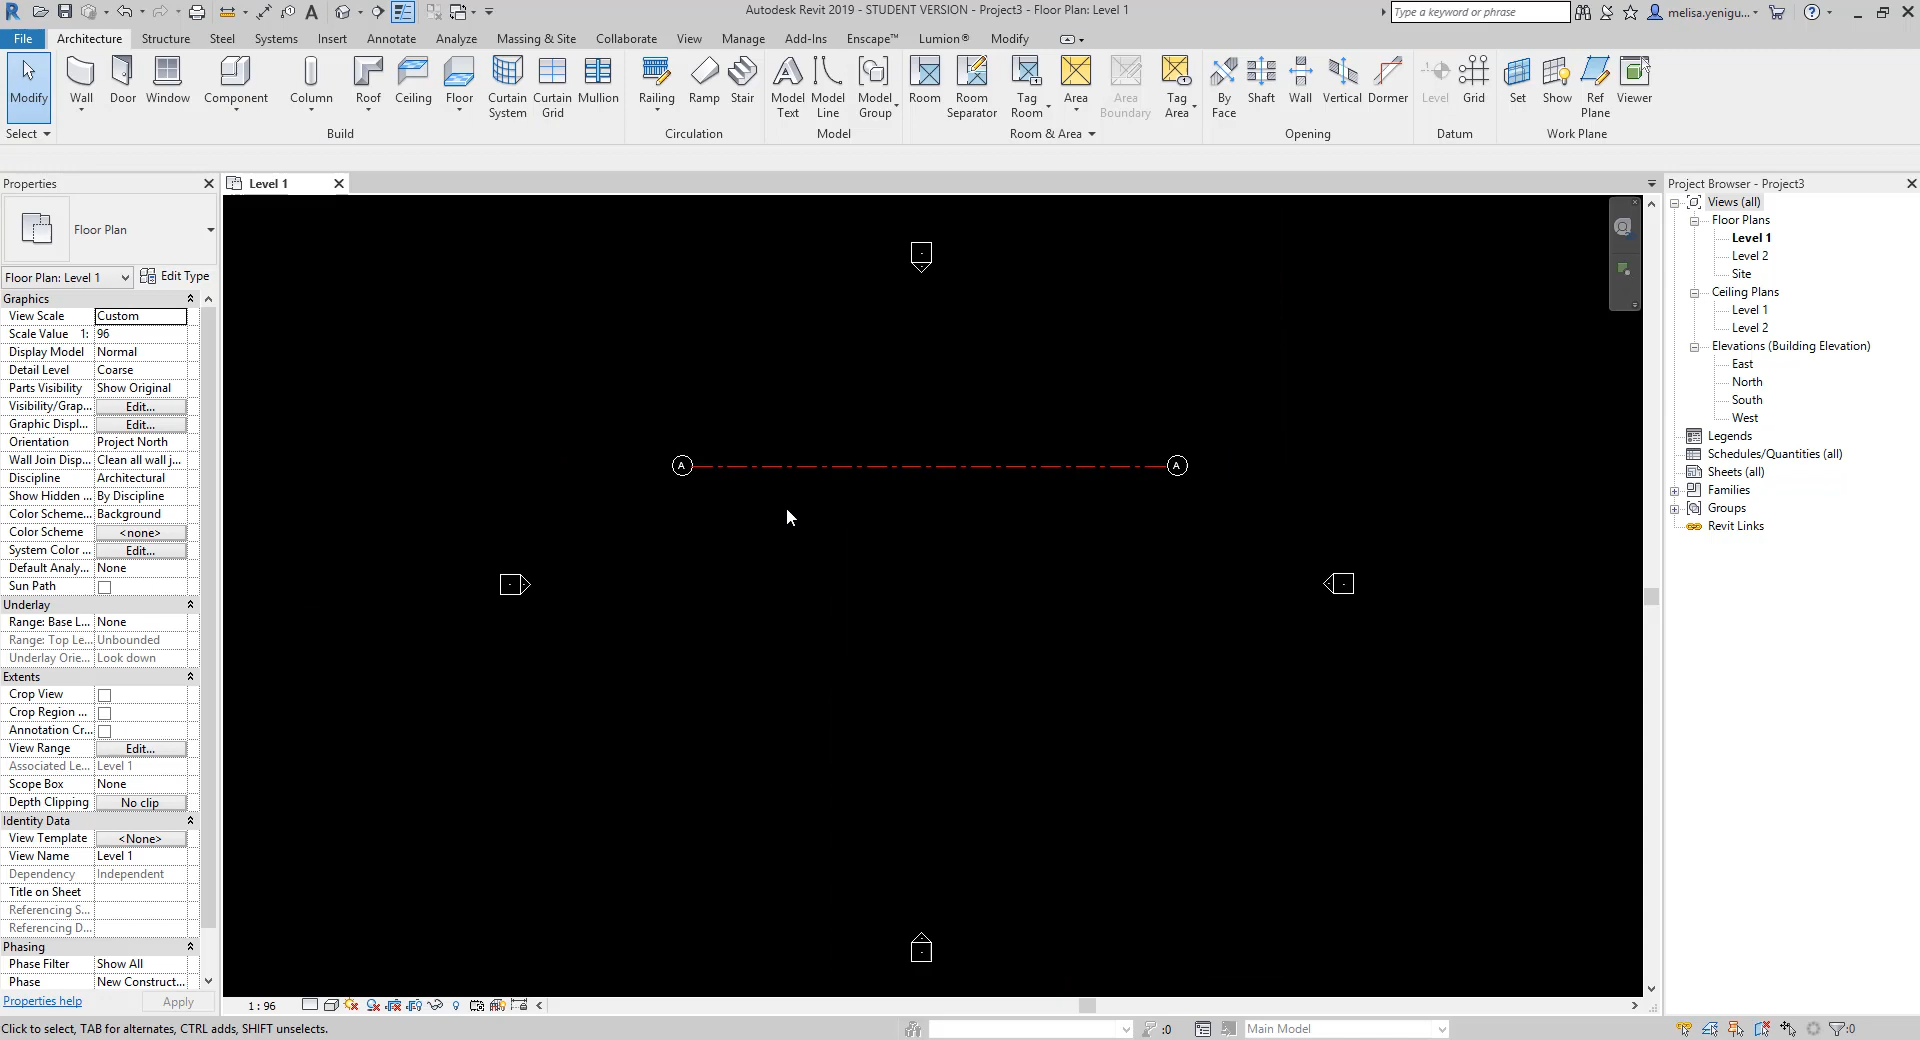 Autodesk Revit 2019 - STUDENT VERSION - Project3 - Floor Plan: Level 1
Type a keyword or phrase
melisa.yenigu...
File Architecture Structure Steel Systems Insert Annotate Analyze Massing & Site Collaborate View Manage Add-Ins Enscape™ Lumion® Modify
Modify Wall Door Window Component Column Roof Ceiling Floor Curtain System Curtain Grid Mullion Railing Ramp Stair Model Text Model Line Model Group Room Room Separator Tag Room Area Area Boundary Tag Area By Face Shaft Wall Vertical Dormer Level Grid Set Show Ref Plane Viewer
Select Build Circulation Model Room & Area Opening Datum Work Plane
Properties
Floor Plan
Floor Plan: Level 1 Edit Type
Graphics
View Scale Custom
Scale Value 1: 96
Display Model Normal
Detail Level Coarse
Parts Visibility Show Original
Visibility/Grap... Edit...
Graphic Displ... Edit...
Orientation Project North
Wall Join Disp... Clean all wall j...
Discipline Architectural
Show Hidden ... By Discipline
Color Scheme... Background
Color Scheme <none>
System Color ... Edit...
Default Analy... None
Sun Path
Underlay
Range: Base L... None
Range: Top Le... Unbounded
Underlay Orie... Look down
Extents
Crop View
Crop Region ...
Annotation Cr...
View Range Edit...
Associated Le... Level 1
Scope Box None
Depth Clipping No clip
Identity Data
View Template <None>
View Name Level 1
Dependency Independent
Title on Sheet
Referencing S...
Referencing D...
Phasing
Phase Filter Show All
Phase New Construct...
Properties help Apply
Level 1
A A
1 : 96
Project Browser - Project3
Views (all)
Floor Plans
Level 1
Level 2
Site
Ceiling Plans
Level 1
Level 2
Elevations (Building Elevation)
East
North
South
West
Legends
Schedules/Quantities (all)
Sheets (all)
Families
Groups
Revit Links
Click to select, TAB for alternates, CTRL adds, SHIFT unselects.
:0
Main Model
:0